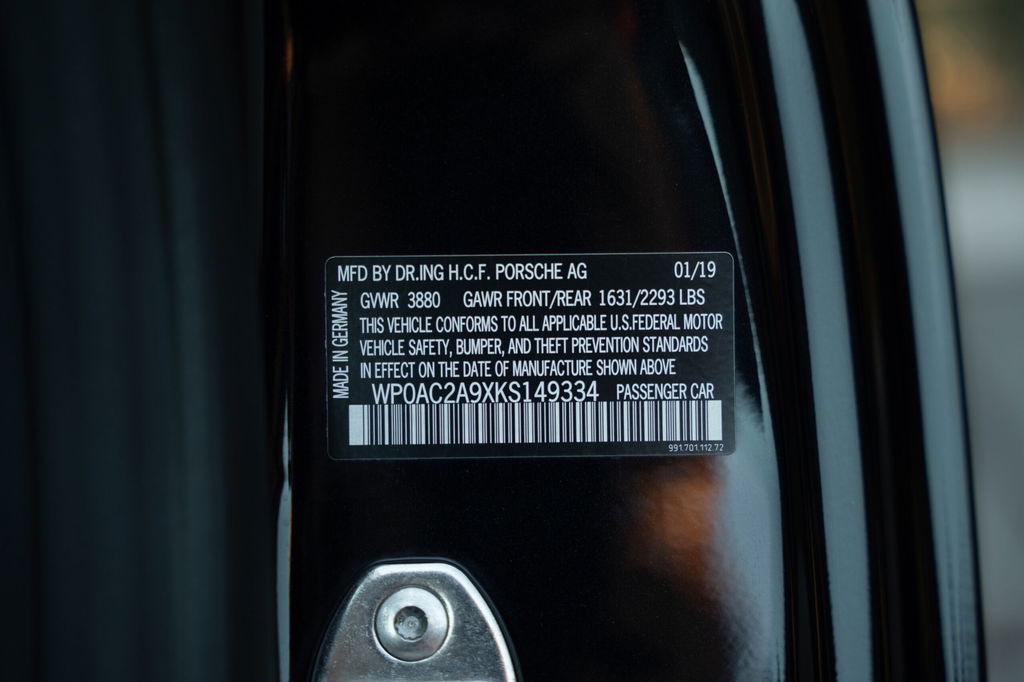 MFD BY DR.ING H.C.F. PORSCHE AG 01/19
GVWR 3880 GAWR FRONT/REAR 1631/2293 LBS
THIS VEHICLE CONFORMS TO ALL APPLICABLE U.S.FEDERAL MOTOR
VEHICLE SAFETY, BUMPER, AND THEFT PREVENTION STANDARDS
IN EFFECT ON THE DATE OF MANUFACTURE SHOWN ABOVE
WP0AC2A9XKS149334 PASSENGER CAR
991.701.112.72
MADE IN GERMANY